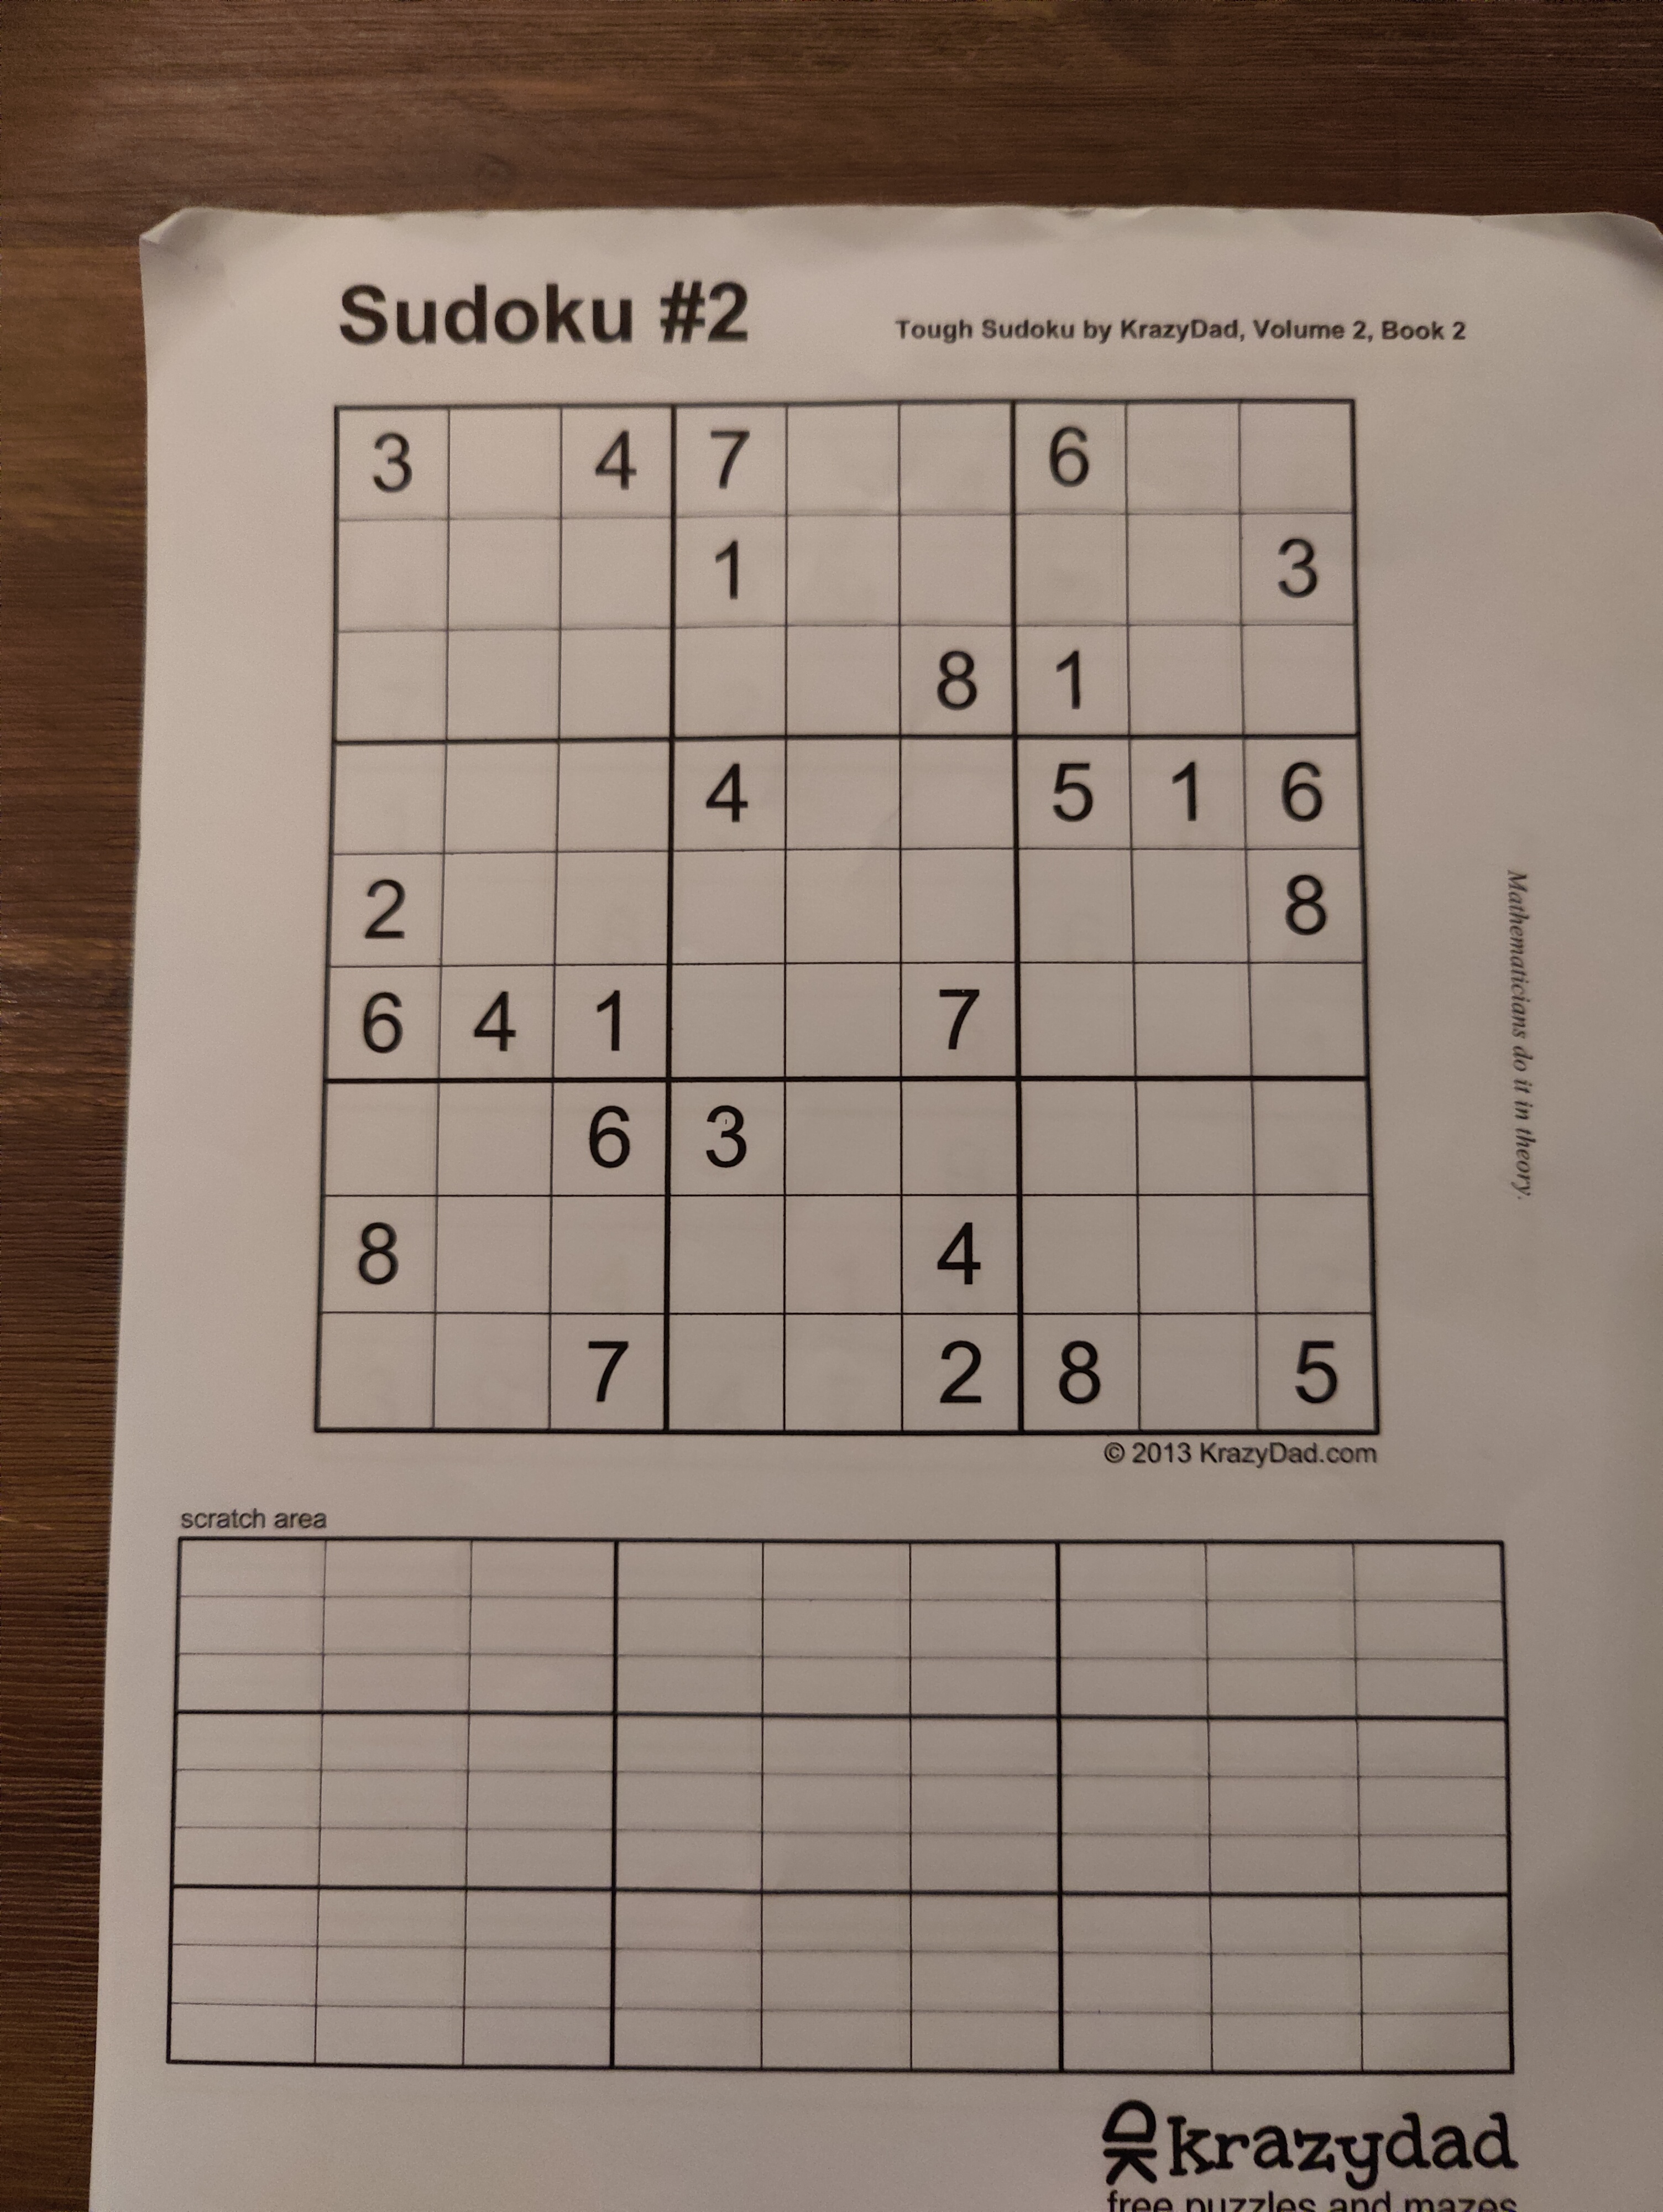 Sudoku #2
Tough Sudoku by KrazyDad, Volume 2, Book 2
3 4 7 6
1 3
8 1
4 5 1 6
2 8
6 4 1 7
6 3
8 4
7 2 8 5
Mathematicians do it in theory.
© 2013 KrazyDad.com
scratch area
krazydad
free puzzles and mazes